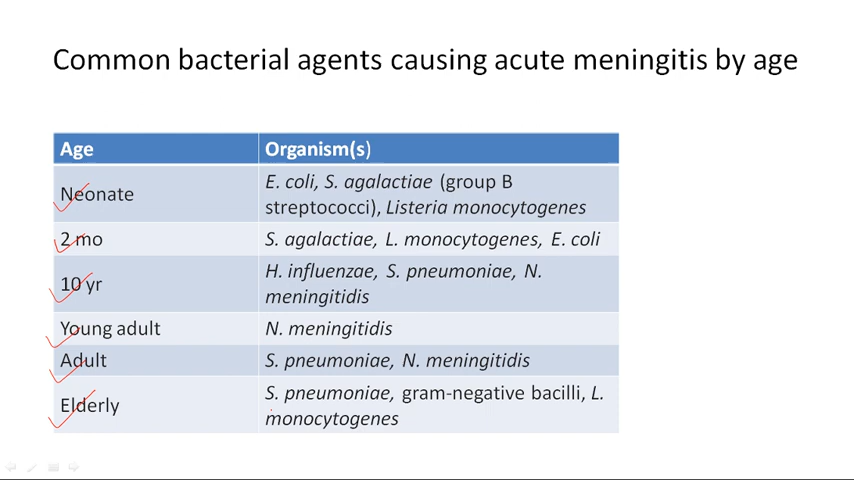 Common bacterial agents causing acute meningitis by age
Age
Organism(s)
Neonate
E. coli, S. agalactiae (group B
streptococci), Listeria monocytogenes
2 mo
S. agalactiae, L. monocytogenes, E. coli
10 yr
H. influenzae, S. pneumoniae, N.
meningitidis
Young adult
N. meningitidis
Adult
S. pneumoniae, N. meningitidis
Elderly
S. pneumoniae, gram-negative bacilli, L.
monocytogenes